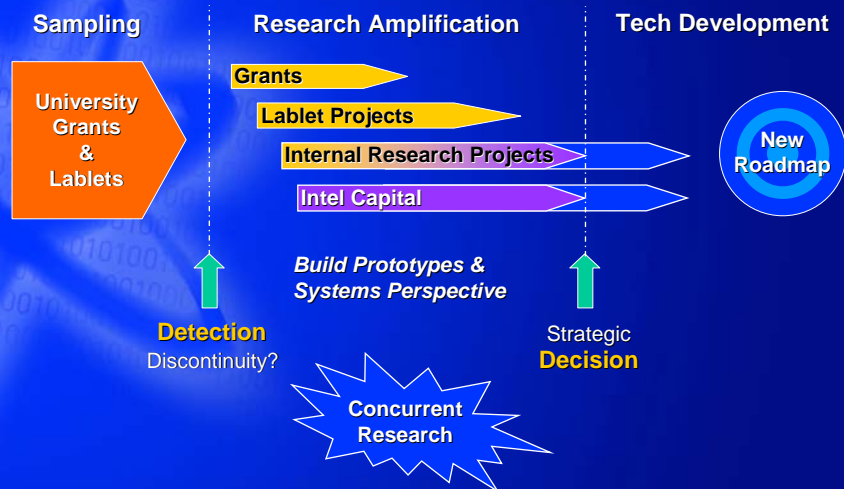 Sampling
Research Amplification
Tech Development
University
Grants
&
Lablets
Grants
Lablet Projects
Internal Research Projects
Intel Capital
New
Roadmap
Build Prototypes &
Systems Perspective
Detection
Discontinuity?
Strategic
Decision
Concurrent
Research